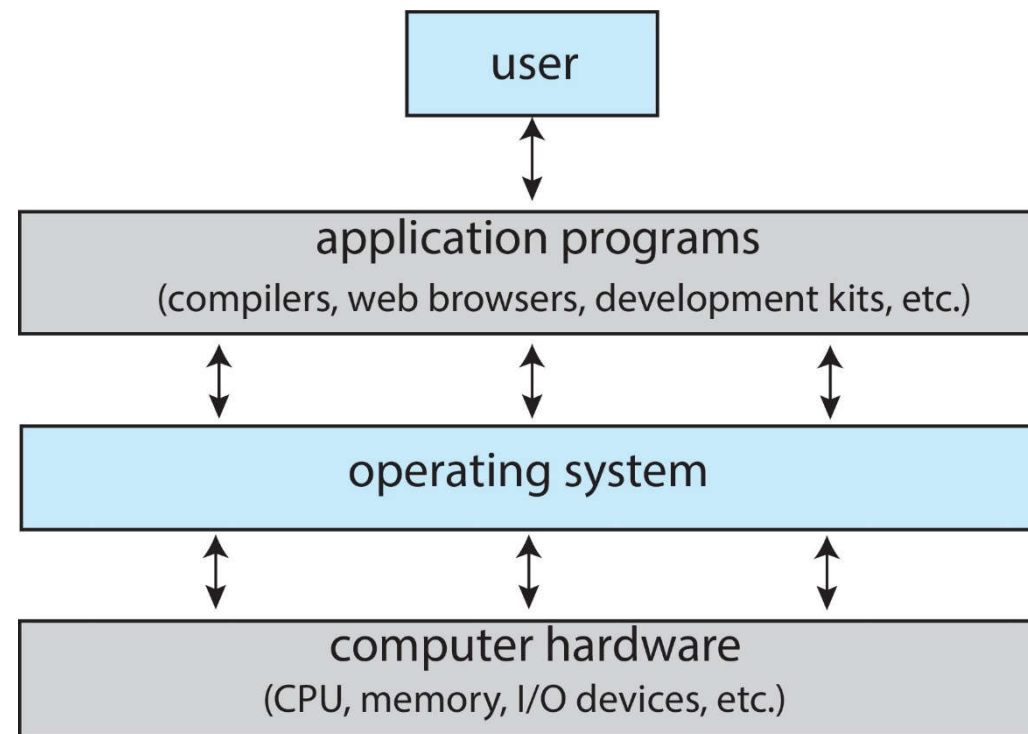 user
application programs
(compilers, web browsers, development kits, etc.)
operating system
computer hardware
(CPU, memory, I/O devices, etc.)